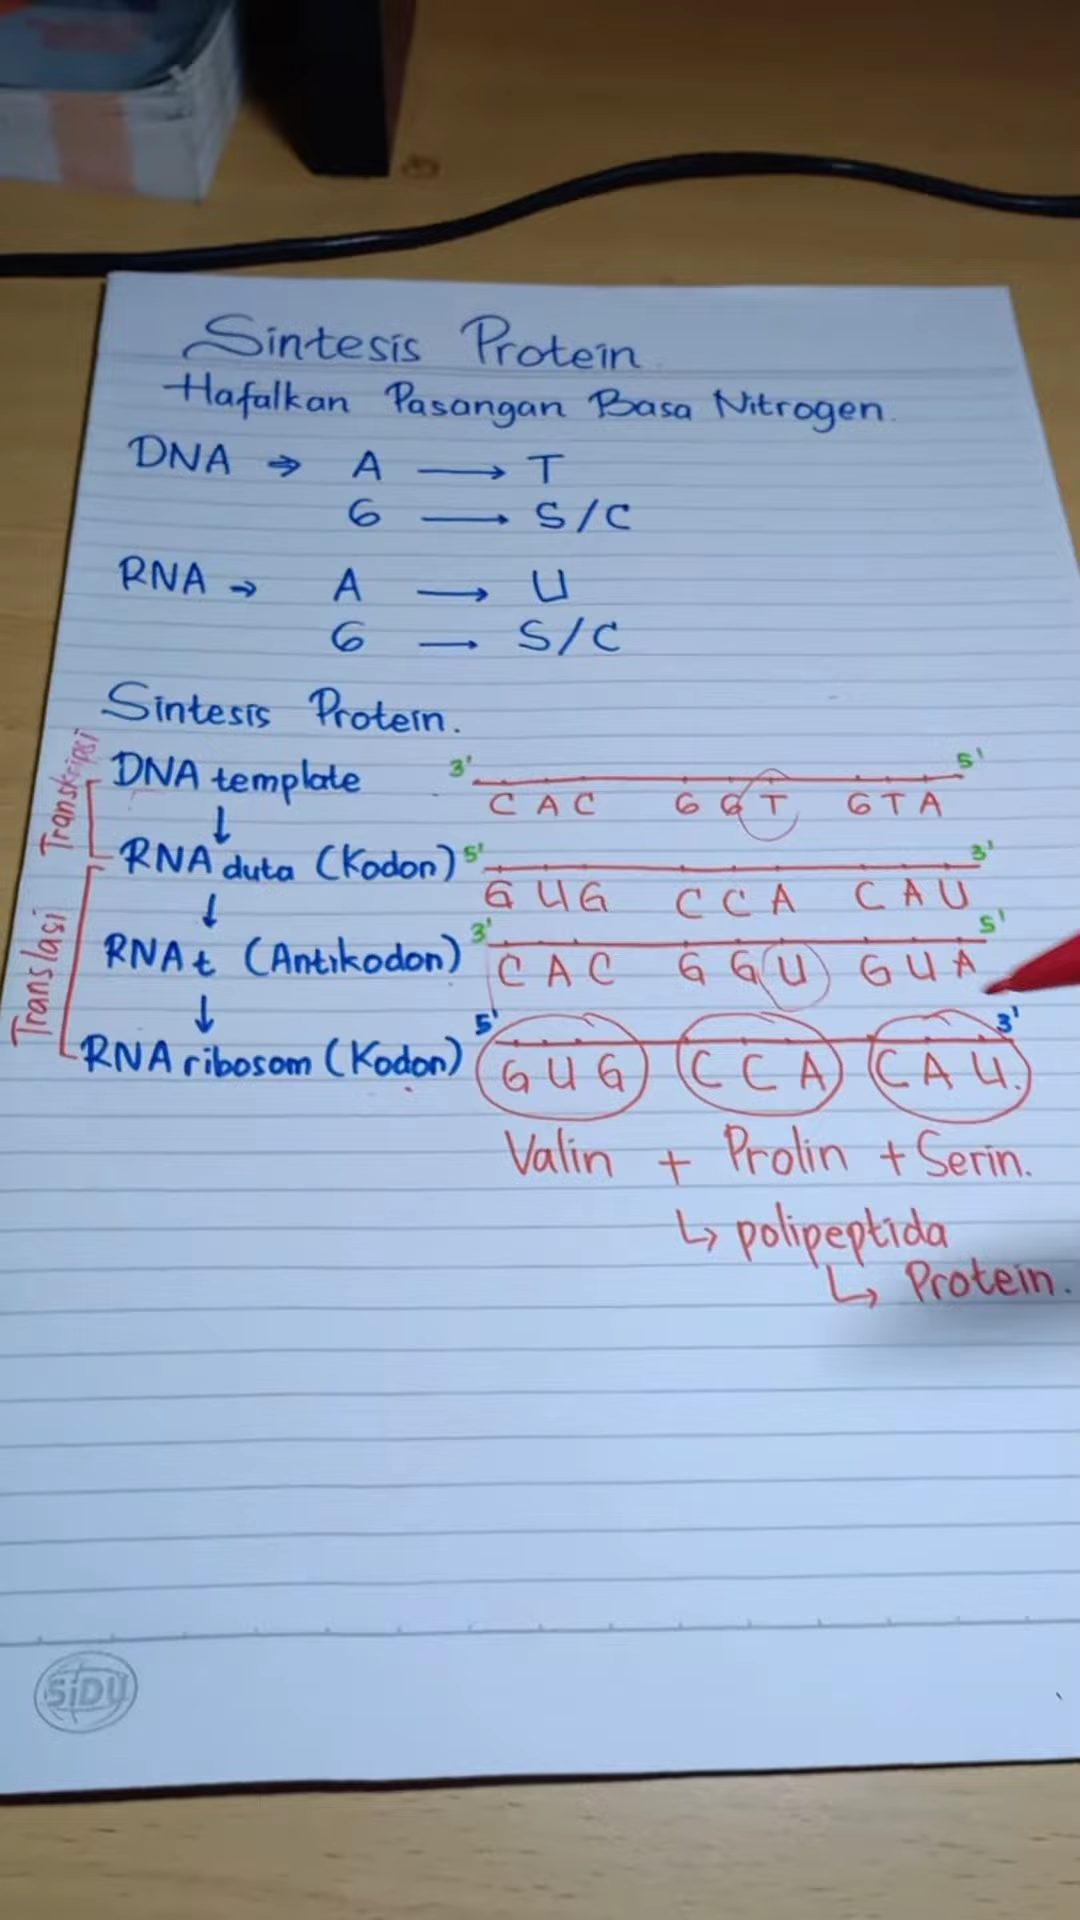 Sintesis Protein.
Hafalkan Pasangan Basa Nitrogen.
DNA ⇒ A → T
G → S/C
RNA → A → U
G → S/C
Sintesis Protein.
Transkripsi
DNA template 3' 5'
C A C G G T G T A
↓
RNA duta (Kodon) 5' 3'
G U G C C A C A U
↓
Translasi
RNA t (Antikodon) 3' 5'
C A C G G U G U A
↓
RNA ribosom (Kodon) 5' 3'
G U G C C A C A U.
Valin + Prolin + Serin.
↳ polipeptida
↳ Protein.
SiDU